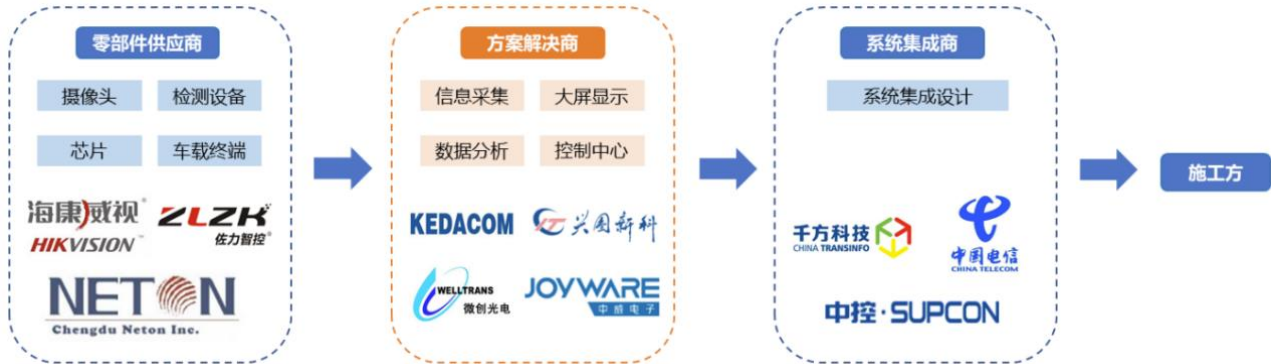 零部件供应商
摄像头
检测设备
芯片
车载终端
海康威视®
HIKVISION™
ZLZK
佐力智控®
NETON
Chengdu Neton Inc.
方案解决商
信息采集
大屏显示
数据分析
控制中心
KEDACOM
兴图新科
WELLTRANS
微创光电
JOYWARE
中威电子
系统集成商
系统集成设计
千方科技
CHINA TRANSINFO
中国电信
CHINA TELECOM
中控·SUPCON
施工方